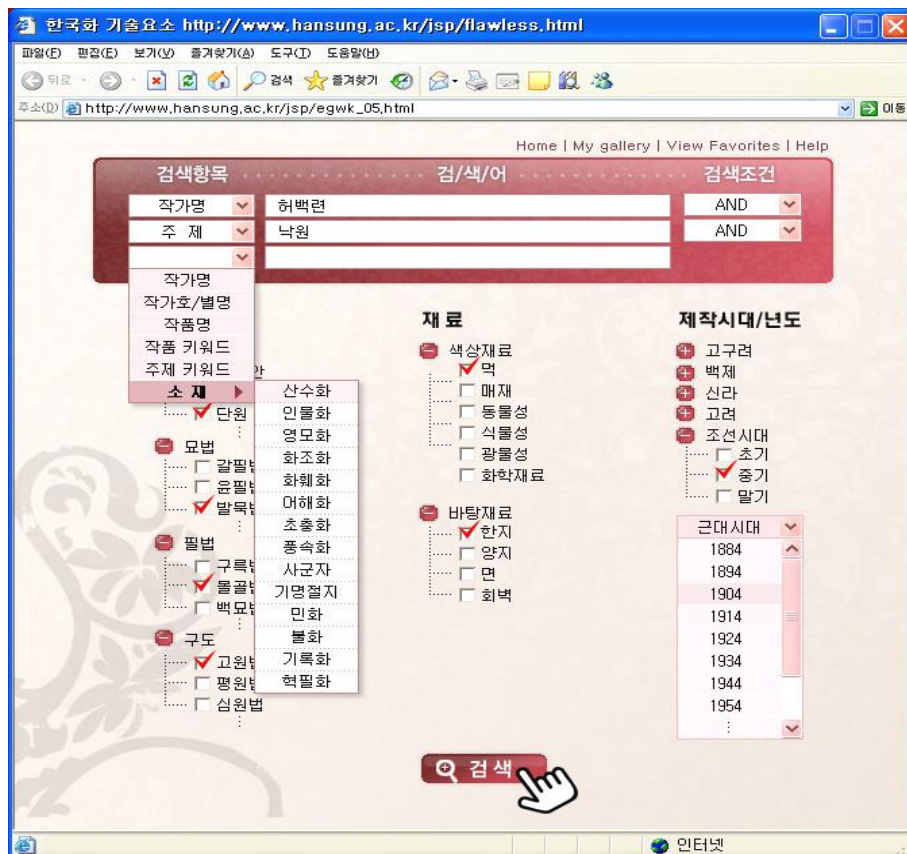 한국화 기술요소 http://www.hansung.ac.kr/jsp/flawless.html
파일(F) 편집(E) 보기(V) 즐겨찾기(A) 도구(T) 도움말(H)
뒤로 검색 즐겨찾기
주소(D) http://www.hansung.ac.kr/jsp/egwk_05.html 이동
Home | My gallery | View Favorites | Help
검색항목 검/색/어 검색조건
작가명 허백련 AND
주 제 낙원 AND
작가명
작가호/별명
작품명
작품 키워드
주제 키워드
소 재
산수화
인물화
영모화
화조화
화훼화
어해화
초충화
풍속화
사군자
기명절지
민화
불화
기록화
혁필화
단원
묘법
갈필법
윤필법
발묵법
필법
구륵법
몰골법
백묘법
구도
고원법
평원법
심원법
재 료
색상재료
먹
매재
동물성
식물성
광물성
화학재료
바탕재료
한지
양지
면
회벽
제작시대/년도
고구려
백제
신라
고려
조선시대
초기
중기
말기
근대시대
1884
1894
1904
1914
1924
1934
1944
1954
검색
인터넷